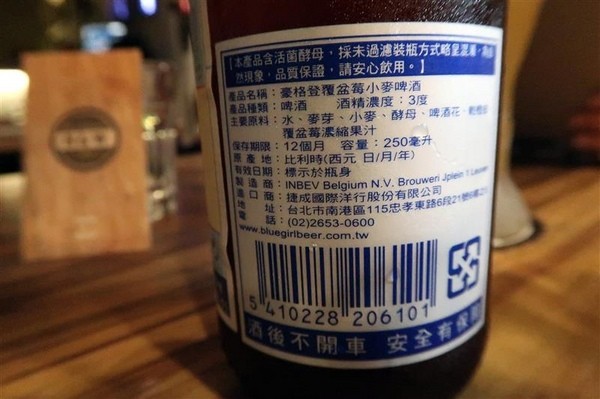 【本產品含活菌酵母，採未過濾裝瓶方式略呈混濁，為自
然現象，品質保證，請安心飲用。】
產品名稱：豪格登覆盆莓小麥啤酒
產品種類：啤酒 酒精濃度：3度
主要原料：水、麥芽、小麥、酵母、啤酒花、乾橙皮
覆盆莓濃縮果汁
保存期限：12個月 容量：250毫升
原產地：比利時(西元 日/月/年)
有效日期：標示於瓶身
製造商：INBEV Belgium N.V. Brouweri Jplein 1 Leuven
進口商：捷成國際洋行股份有限公司
地址：台北市南港區115忠孝東路6段21號6樓
電話：(02)2653-0600
www.bluegirlbeer.com.tw
5 410228 206101
酒後不開車 安全有保障